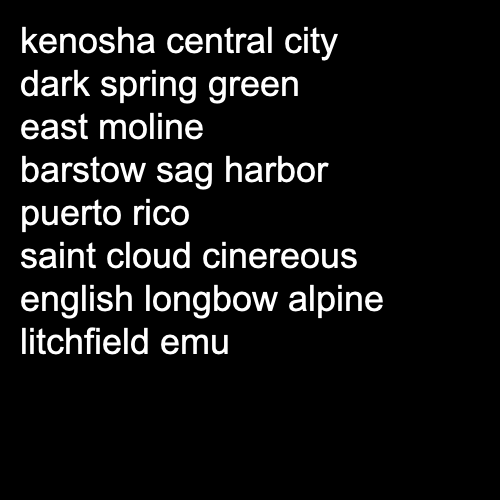 kenosha central city
dark spring green
east moline
barstow sag harbor
puerto rico
saint cloud cinereous
english longbow alpine
litchfield emu